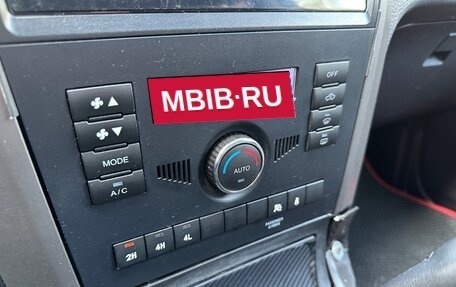 MBIB·RU
OFF
MODE
A/C
AUTO
2H
4H
4L